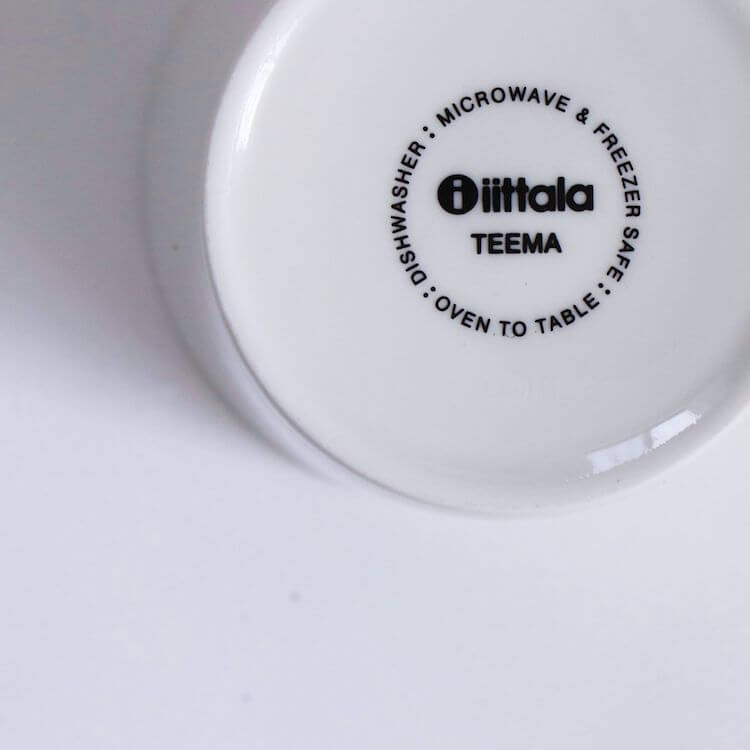 DISHWASHER : MICROWAVE & FREEZER SAFE : OVEN TO TABLE :
i iittala
TEEMA